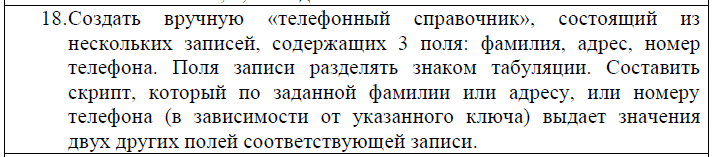 18.Создать вручную «телефонный справочник», состоящий из
нескольких записей, содержащих 3 поля: фамилия, адрес, номер
телефона. Поля записи разделять знаком табуляции. Составить
скрипт, который по заданной фамилии или адресу, или номеру
телефона (в зависимости от указанного ключа) выдает значения
двух других полей соответствующей записи.